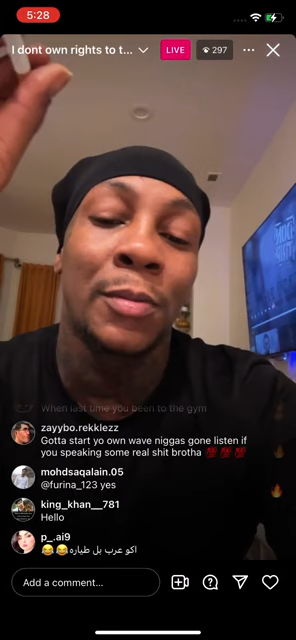 5:28
I dont own rights to t...
LIVE
297
When last time you been to the gym
zayybo.rekklezz
Gotta start yo own wave niggas gone listen if
you speaking some real shit brotha 💯💯💯
mohdsaqalain.05
@furina_123 yes
king_khan__781
Hello
p_.ai9
اكو عرب بل طياره😂😂
Add a comment...